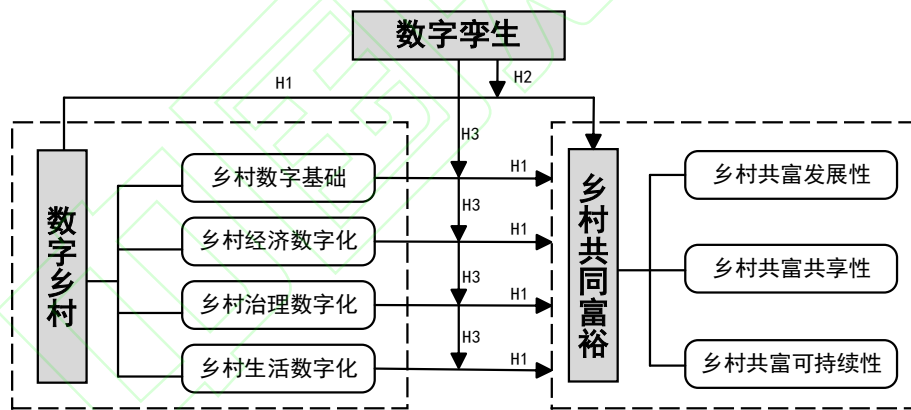 数字孪生
H1
H2
H3
数字乡村
乡村数字基础
H1
H3
乡村经济数字化
H1
H3
乡村治理数字化
H1
H3
乡村生活数字化
H1
乡村共同富裕
乡村共富发展性
乡村共富共享性
乡村共富可持续性